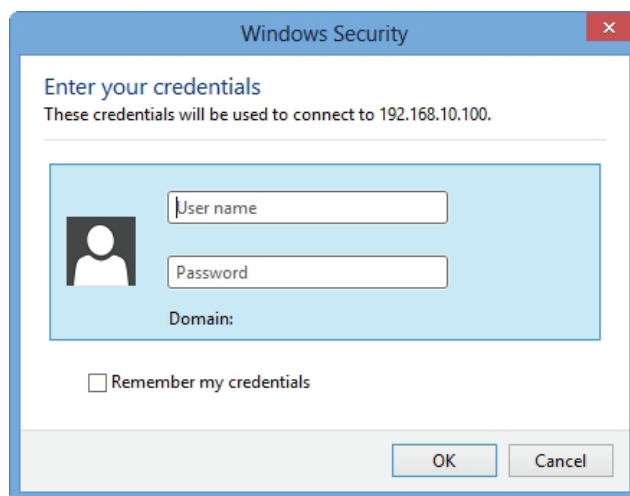 Windows Security
Enter your credentials
These credentials will be used to connect to 192.168.10.100.
User name
Password
Domain:
Remember my credentials
OK Cancel